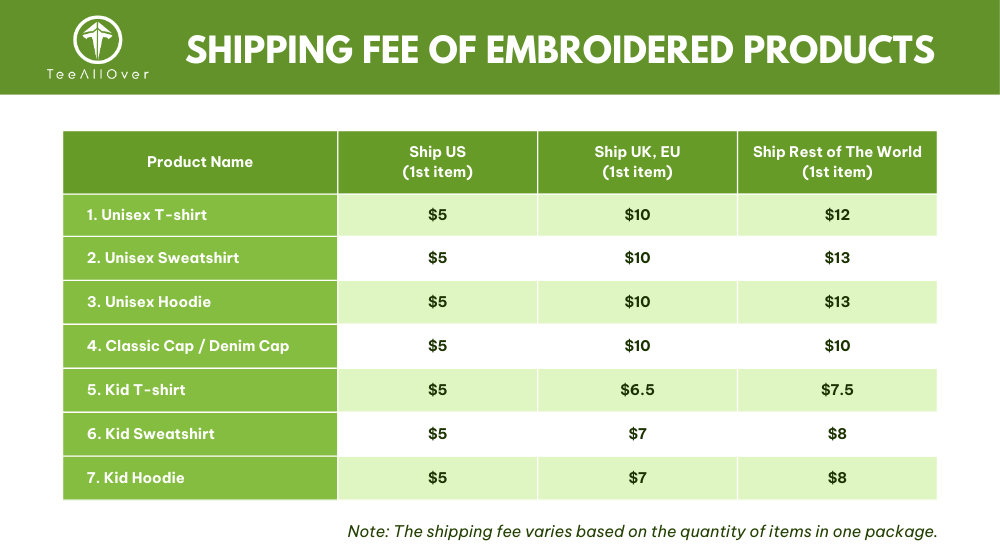 TeeAllOver
SHIPPING FEE OF EMBROIDERED PRODUCTS
Product Name
Ship US
(1st item)
Ship UK, EU
(1st item)
Ship Rest of The World
(1st item)
1. Unisex T-shirt $5 $10 $12
2. Unisex Sweatshirt $5 $10 $13
3. Unisex Hoodie $5 $10 $13
4. Classic Cap / Denim Cap $5 $10 $10
5. Kid T-shirt $5 $6.5 $7.5
6. Kid Sweatshirt $5 $7 $8
7. Kid Hoodie $5 $7 $8
Note: The shipping fee varies based on the quantity of items in one package.